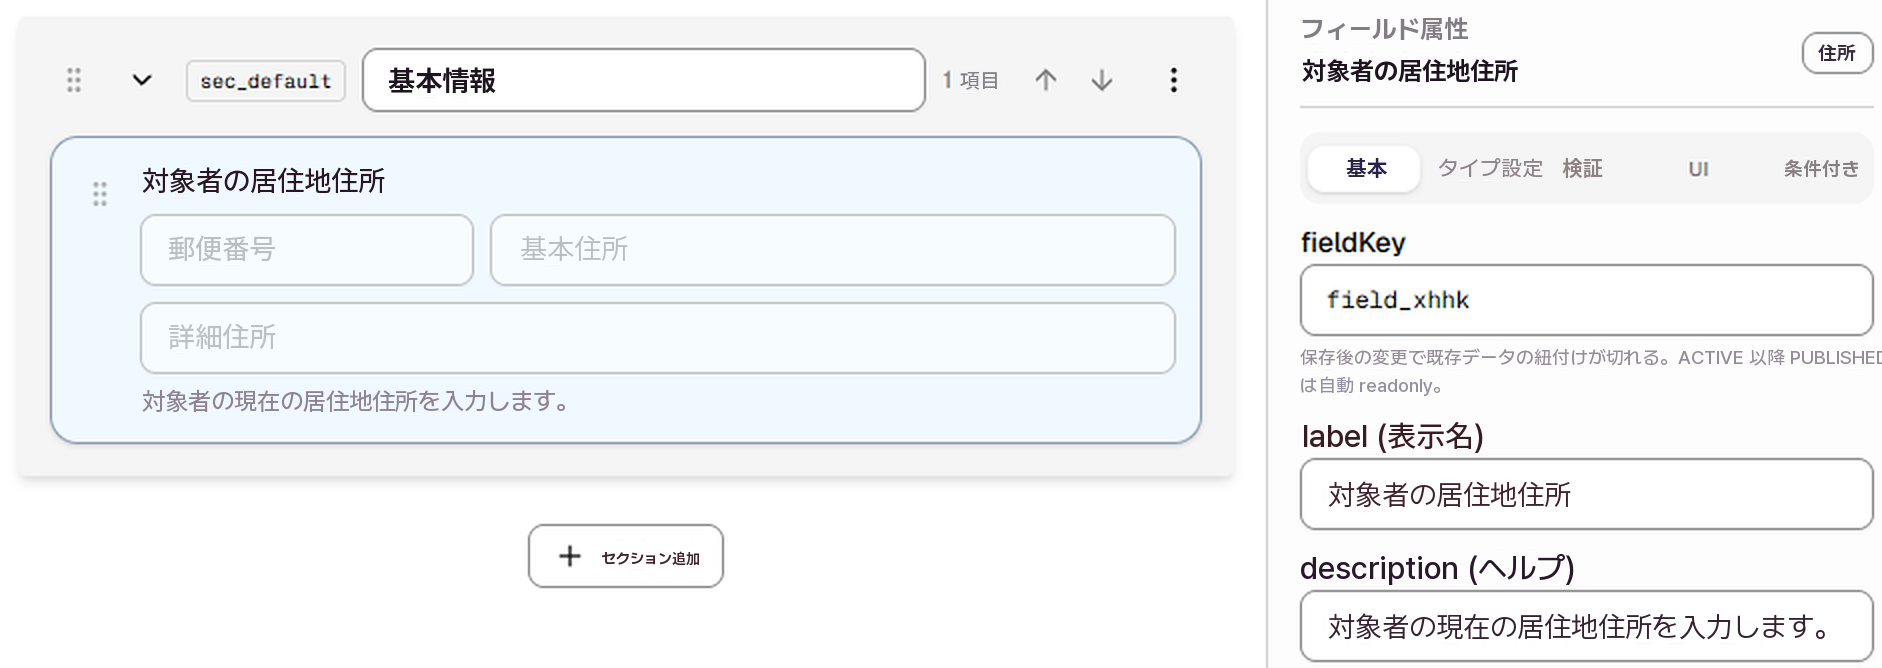 sec_default
基本情報
1 項目
対象者の居住地住所
郵便番号
基本住所
詳細住所
対象者の現在の居住地住所を入力します。
セクション追加
フィールド属性
対象者の居住地住所
住所
基本
タイプ設定
検証
UI
条件付き
fieldKey
field_xhhk
保存後の変更で既存データの紐付けが切れる。ACTIVE 以降 PUBLISHED
は自動 readonly。
label (表示名)
対象者の居住地住所
description (ヘルプ)
対象者の現在の居住地住所を入力します。